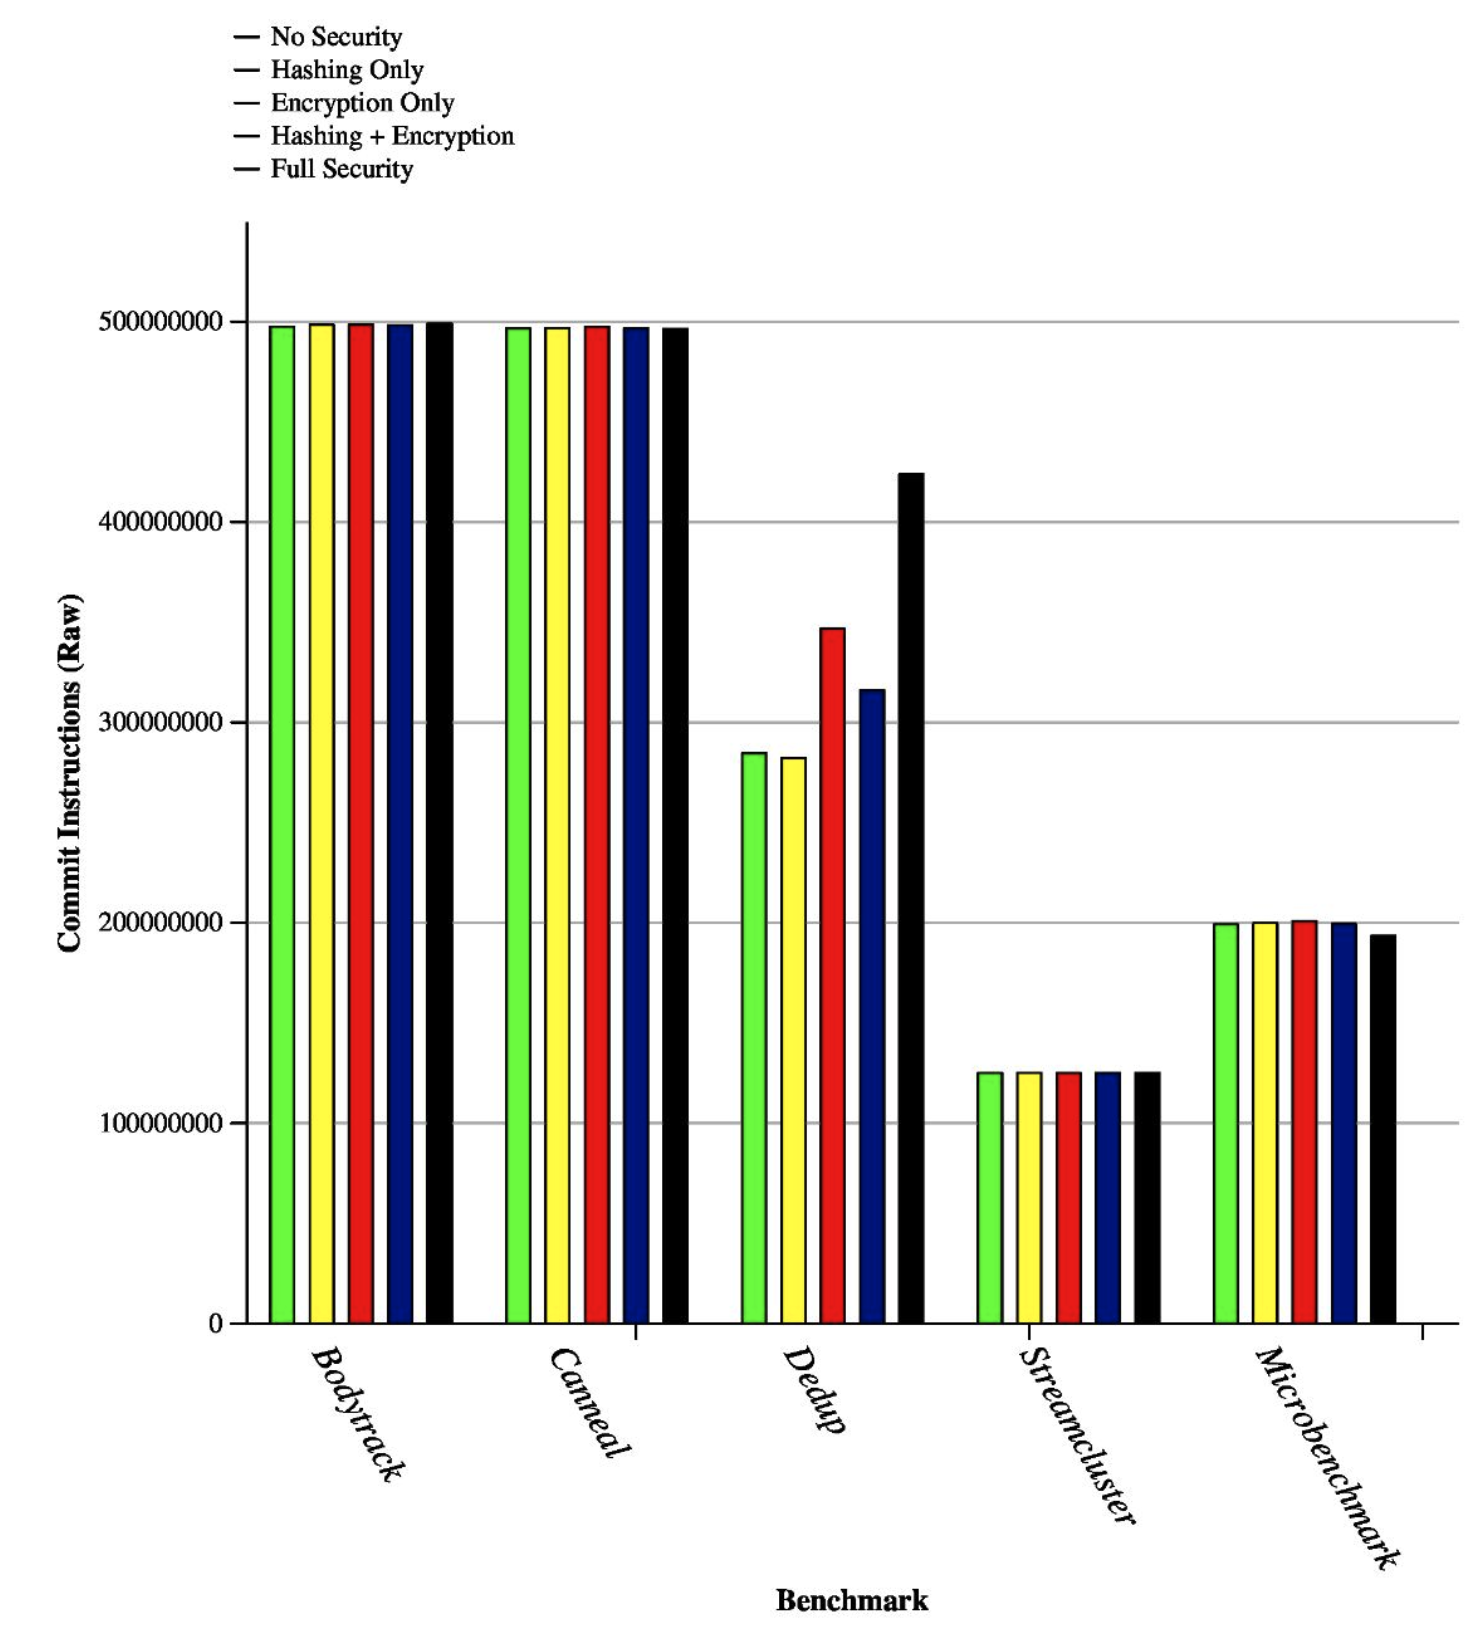 No Security
Hashing Only
Encryption Only
Hashing + Encryption
Full Security
500000000
400000000
300000000
200000000
100000000
0
Commit Instructions (Raw)
Bodytrack
Canneal
Dedup
Streamcluster
Microbenchmark
Benchmark